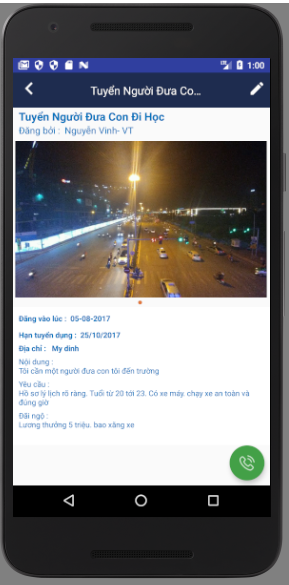 1:00
Tuyển Người Đưa Co...
Tuyển Người Đưa Con Đi Học
Đăng bởi : Nguyễn Vinh- VT
Đăng vào lúc : 05-08-2017
Hạn tuyển dụng : 25/10/2017
Địa chỉ : My dinh
Nội dung :
Tôi cần một người đưa con tôi đến trường
Yêu cầu :
Hồ sơ lý lịch rõ ràng. Tuổi từ 20 tới 23. Có xe máy. chạy xe an toàn và
đúng giờ
Đãi ngộ :
Lương thưởng 5 triệu. bao xăng xe